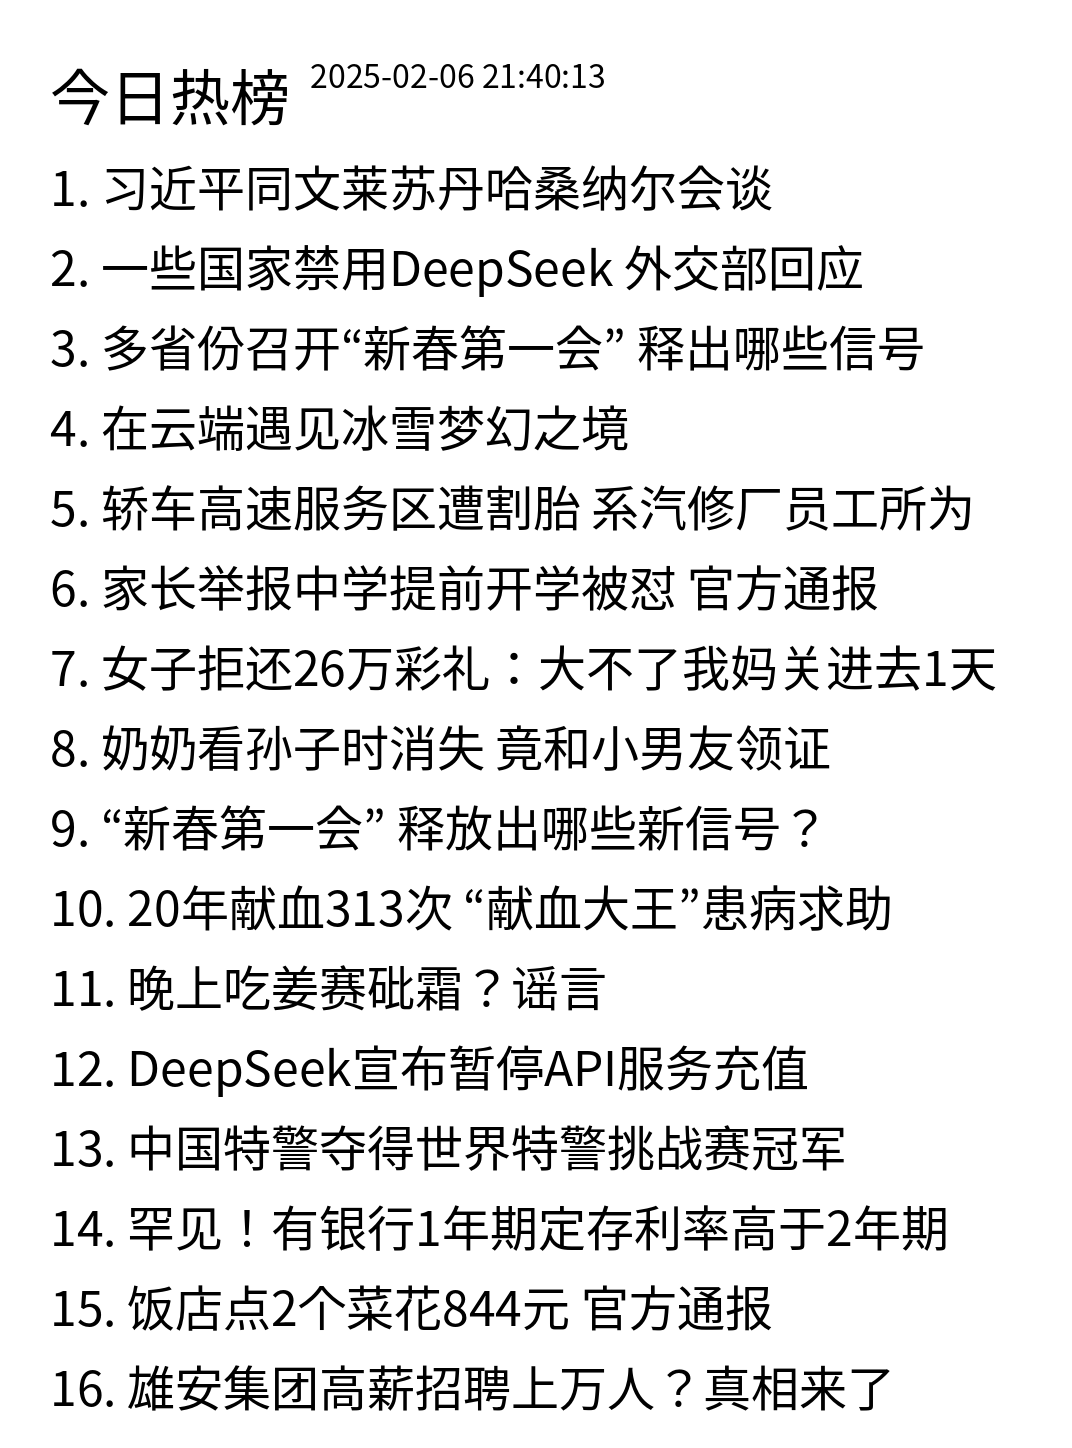 今日热榜 2025-02-06 21:40:13
1. 习近平同文莱苏丹哈桑纳尔会谈
2. 一些国家禁用DeepSeek 外交部回应
3. 多省份召开“新春第一会” 释出哪些信号
4. 在云端遇见冰雪梦幻之境
5. 轿车高速服务区遭割胎 系汽修厂员工所为
6. 家长举报中学提前开学被怼 官方通报
7. 女子拒还26万彩礼：大不了我妈关进去1天
8. 奶奶看孙子时消失 竟和小男友领证
9. “新春第一会” 释放出哪些新信号？
10. 20年献血313次 “献血大王”患病求助
11. 晚上吃姜赛砒霜？谣言
12. DeepSeek宣布暂停API服务充值
13. 中国特警夺得世界特警挑战赛冠军
14. 罕见！有银行1年期定存利率高于2年期
15. 饭店点2个菜花844元 官方通报
16. 雄安集团高薪招聘上万人？真相来了